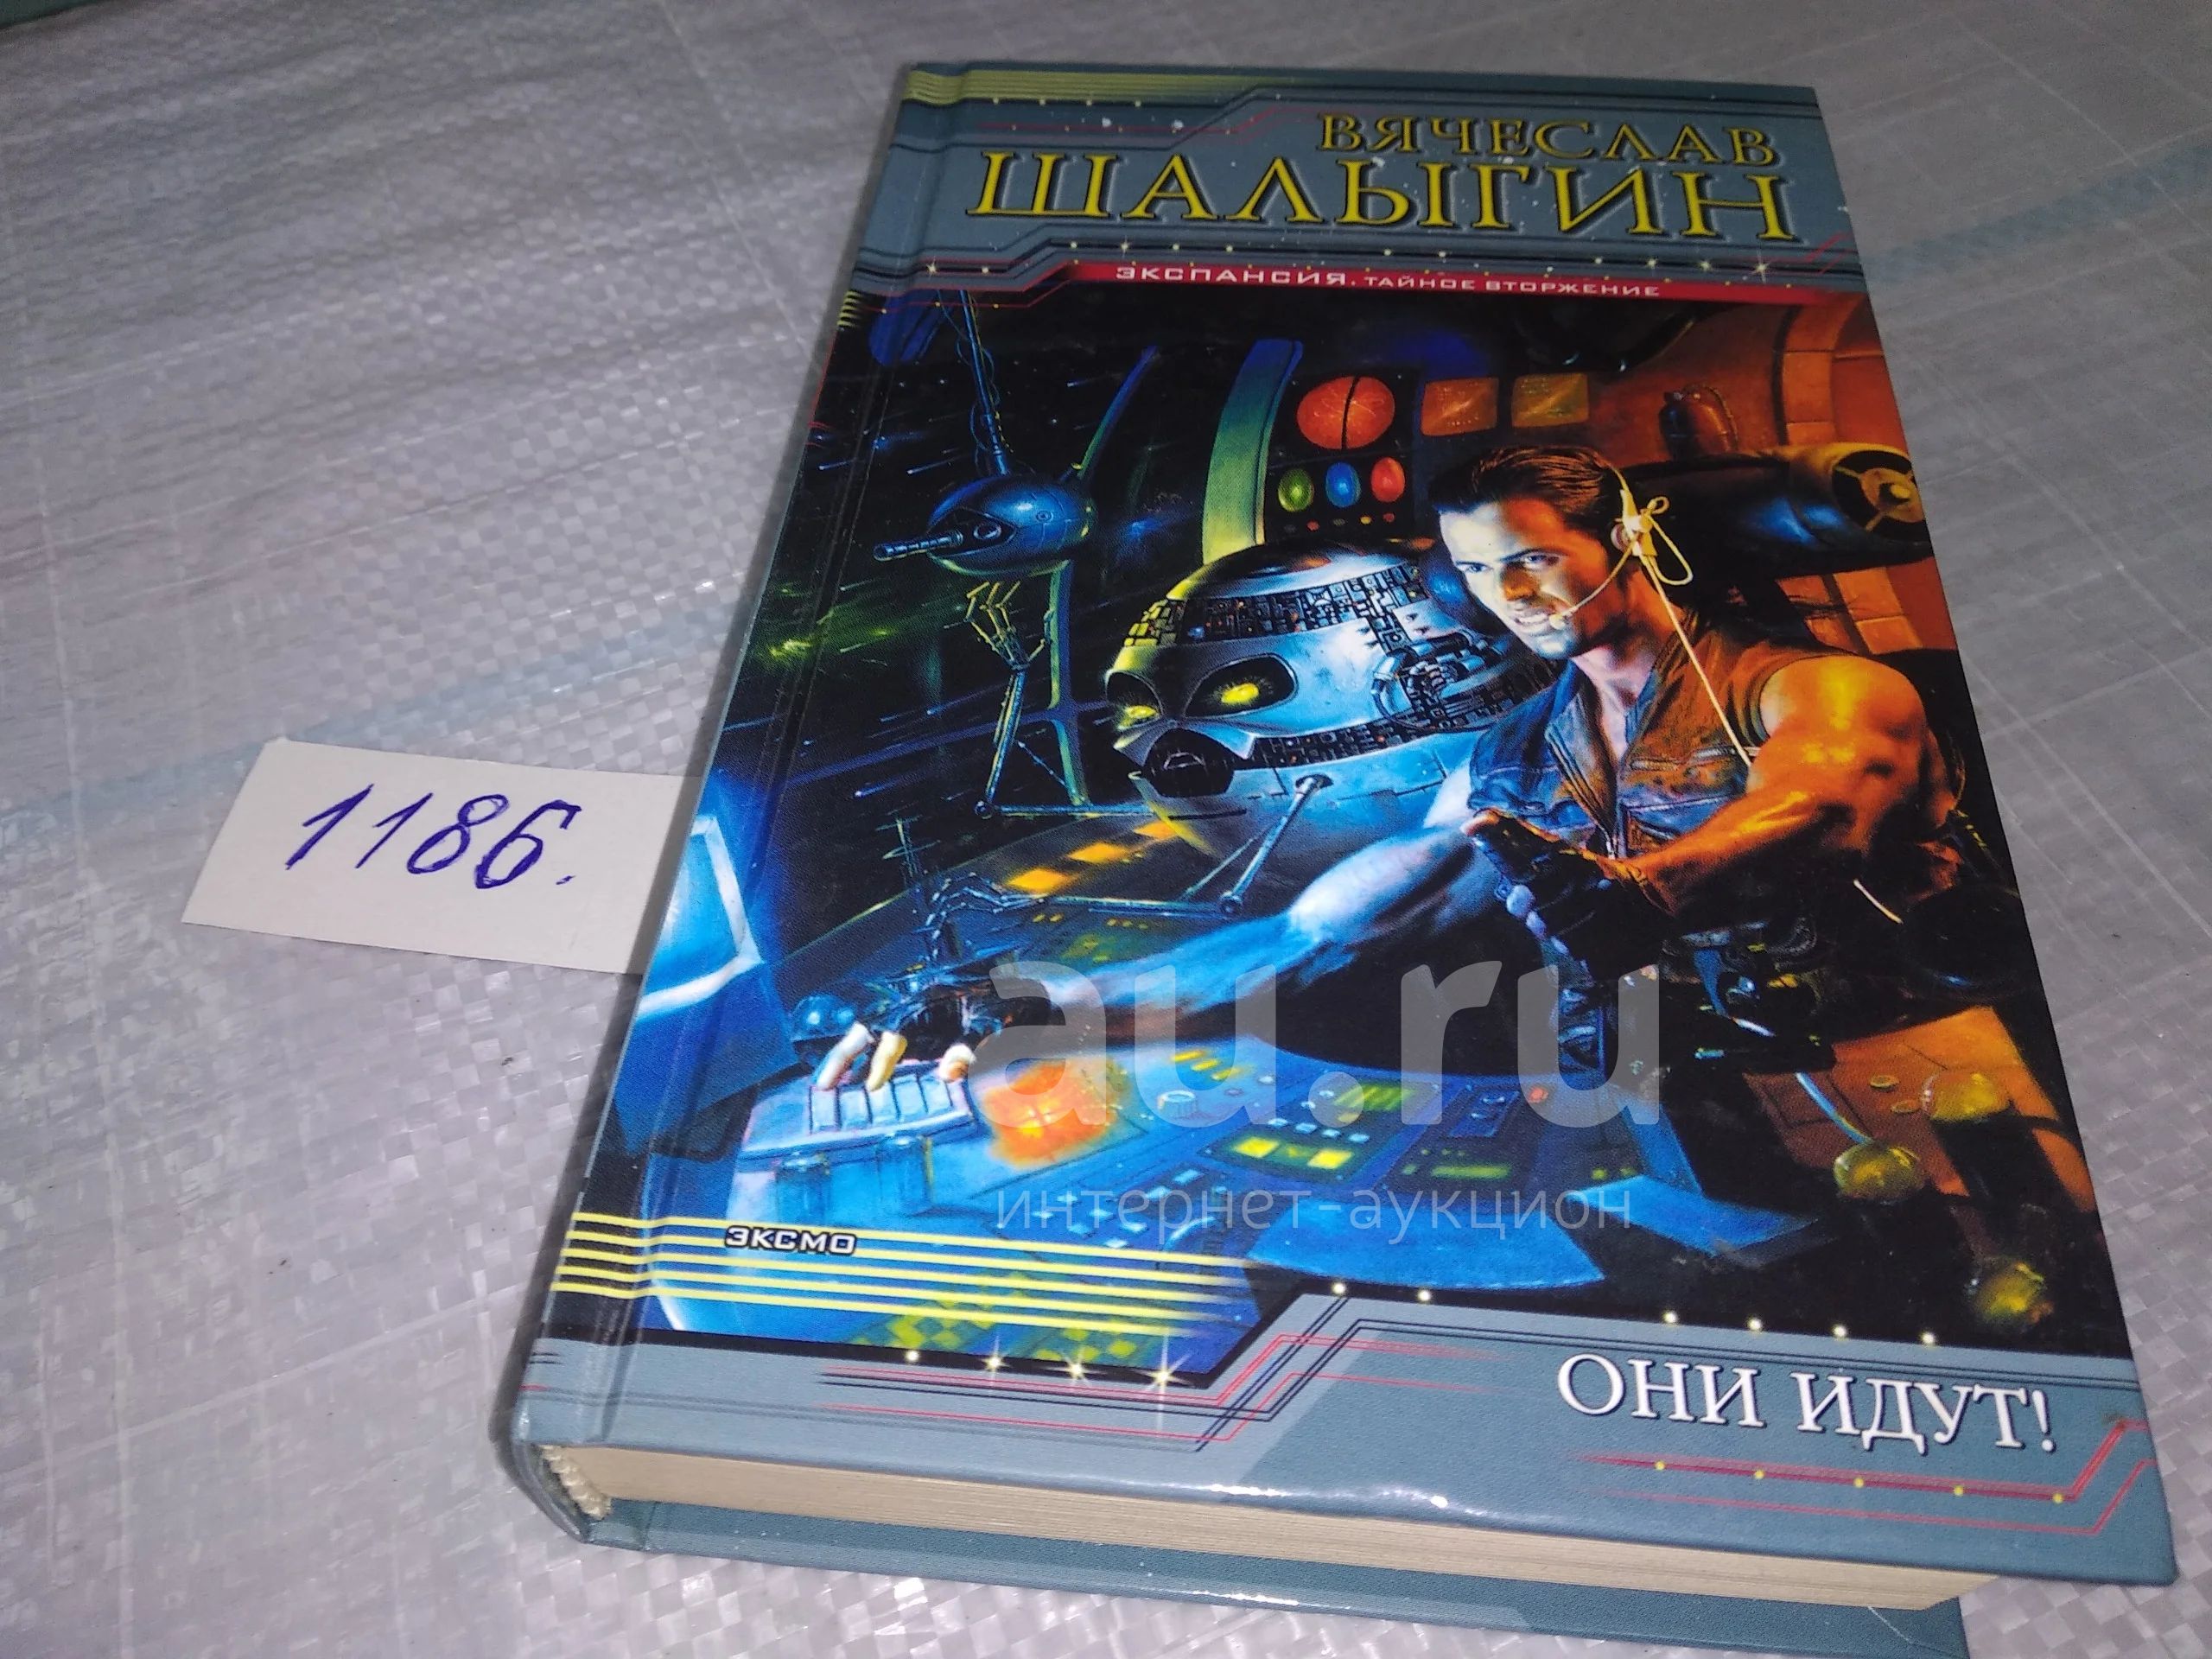 ВЯЧЕСЛАВ
ШАЛЫГИН
ЭКСПАНСИЯ. ТАЙНОЕ ВТОРЖЕНИЕ
1186.
au.ru
интернет-аукцион
ЭКСМО
ОНИ ИДУТ!